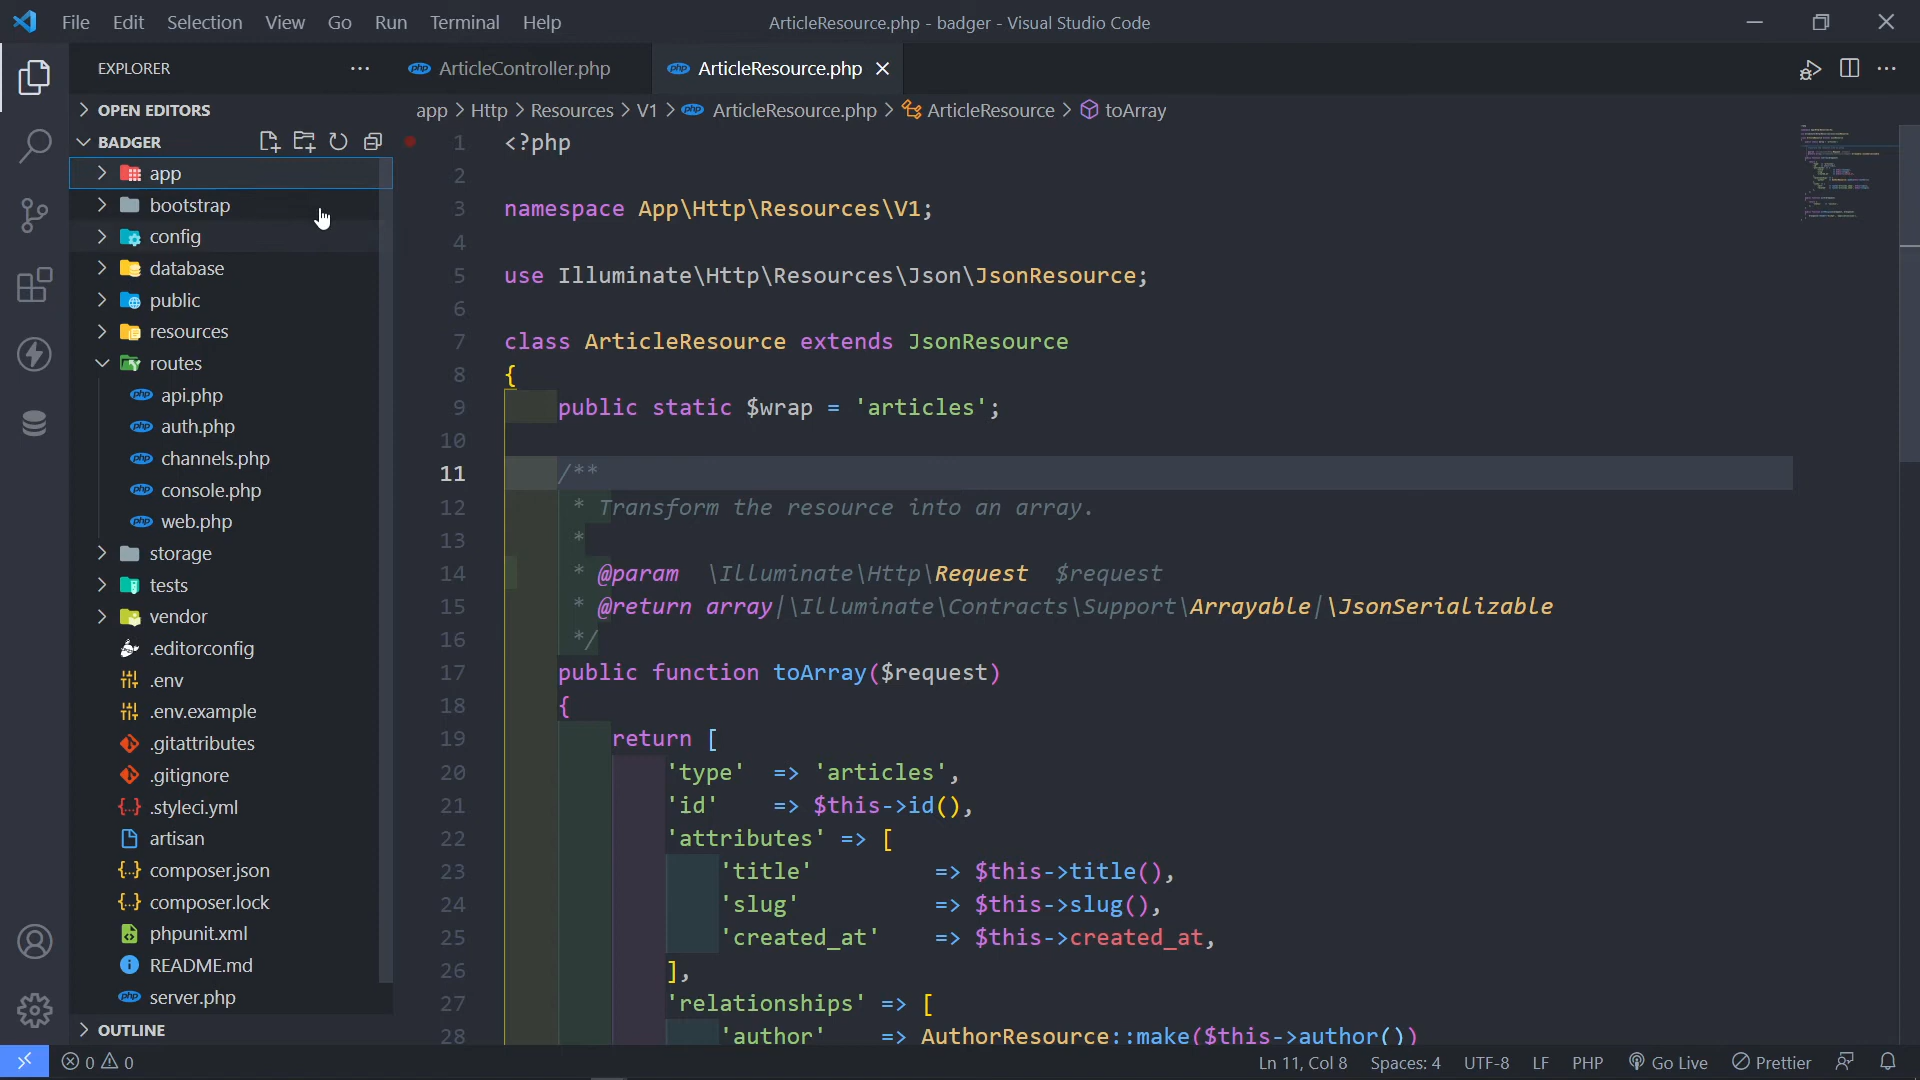 File Edit Selection View Go Run Terminal Help
ArticleResource.php - badger - Visual Studio Code
EXPLORER
OPEN EDITORS
BADGER
app
bootstrap
config
database
public
resources
routes
php api.php
php auth.php
php channels.php
php console.php
php web.php
storage
tests
vendor
.editorconfig
.env
.env.example
.gitattributes
.gitignore
{..} .styleci.yml
artisan
{..} composer.json
{..} composer.lock
phpunit.xml
README.md
php server.php
OUTLINE
php ArticleController.php php ArticleResource.php
app > Http > Resources > V1 > php ArticleResource.php > ArticleResource > toArray
1 <?php
2
3 namespace App\Http\Resources\V1;
4
5 use Illuminate\Http\Resources\Json\JsonResource;
6
7 class ArticleResource extends JsonResource
8 {
9 public static $wrap = 'articles';
10
11 /**
12 * Transform the resource into an array.
13 *
14 * @param \Illuminate\Http\Request $request
15 * @return array|\Illuminate\Contracts\Support\Arrayable|\JsonSerializable
16 */
17 public function toArray($request)
18 {
19 return [
20 'type' => 'articles',
21 'id' => $this->id(),
22 'attributes' => [
23 'title' => $this->title(),
24 'slug' => $this->slug(),
25 'created_at' => $this->created_at,
26 ],
27 'relationships' => [
28 'author' => AuthorResource::make($this->author())
0 0
Ln 11, Col 8 Spaces: 4 UTF-8 LF PHP Go Live Prettier